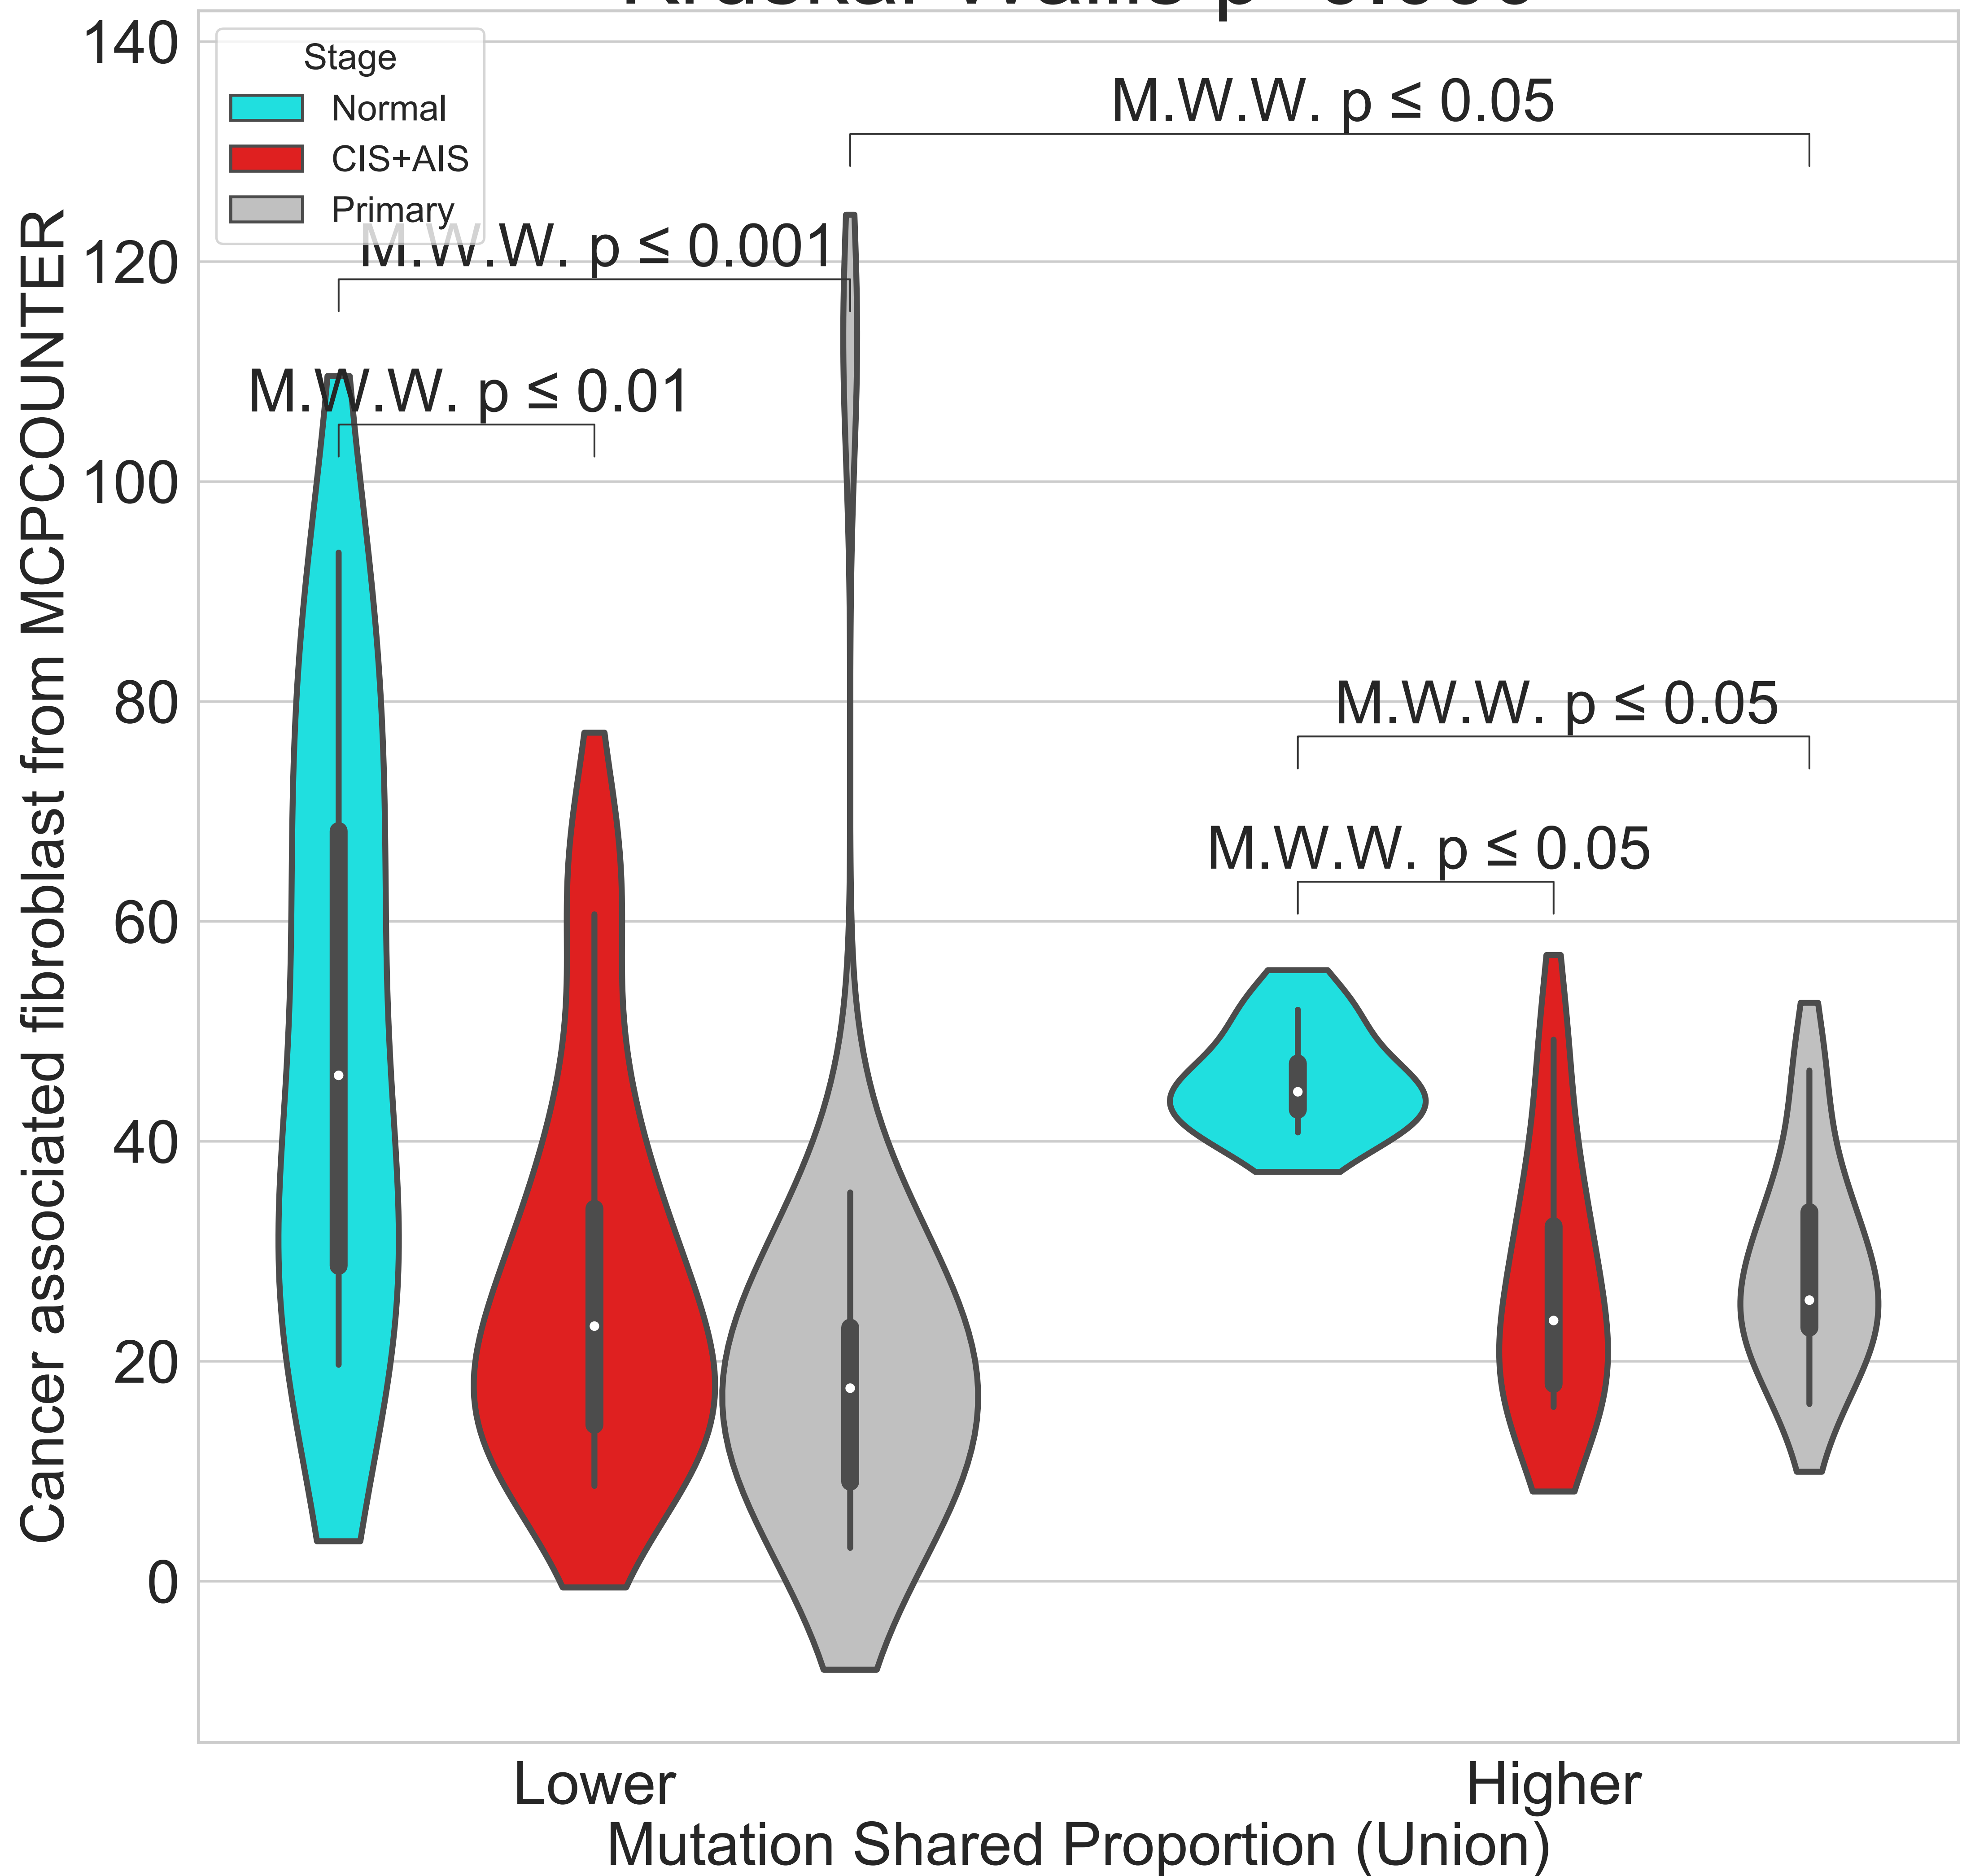 140
Stage
Normal
CIS+AIS
Primary
M.W.W. p ≤ 0.05
M.W.W. p ≤ 0.001
M.W.W. p ≤ 0.01
M.W.W. p ≤ 0.05
M.W.W. p ≤ 0.05
120
100
80
60
40
20
0
Cancer associated fibroblast from MCPCOUNTER
Lower
Higher
Mutation Shared Proportion (Union)